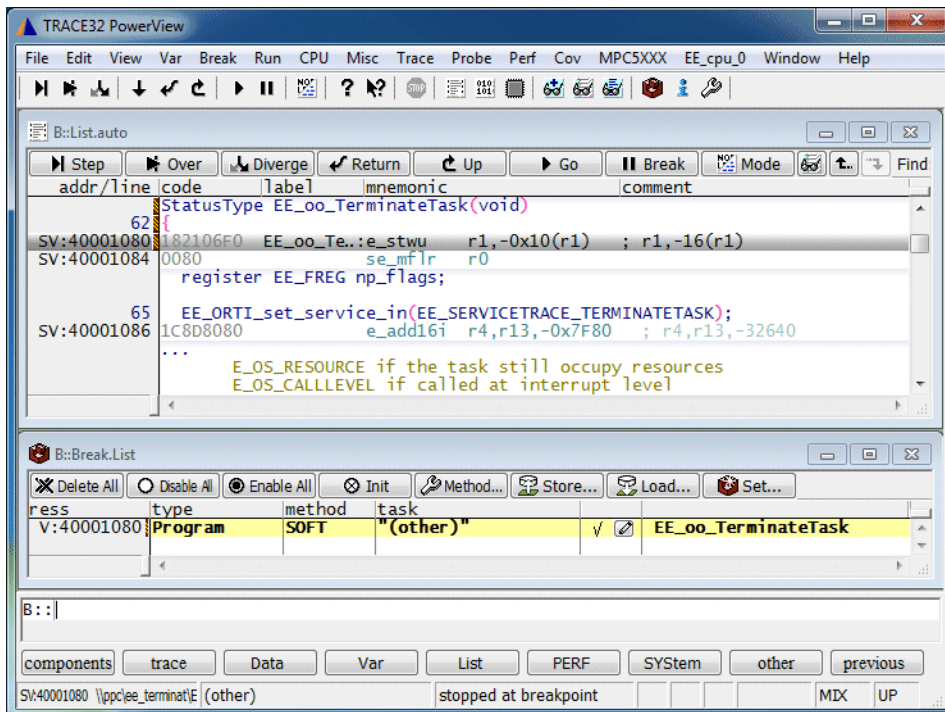 TRACE32 PowerView
File Edit View Var Break Run CPU Misc Trace Probe Perf Cov MPC5XXX EE_cpu_0 Window Help
B::List.auto
Step Over Diverge Return Up Go Break Mode Find
addr/line code label mnemonic comment
StatusType EE_oo_TerminateTask(void)
62 {
SV:40001080 182106F0 EE_oo_Te..:e_stwu r1,-0x10(r1) ; r1,-16(r1)
SV:40001084 0080 se_mflr r0
register EE_FREG np_flags;
65 EE_ORTI_set_service_in(EE_SERVICETRACE_TERMINATETASK);
SV:40001086 1C8D8080 e_add16i r4,r13,-0x7F80 ; r4,r13,-32640
...
E_OS_RESOURCE if the task still occupy resources
E_OS_CALLLEVEL if called at interrupt level
B::Break.List
Delete All Disable All Enable All Init Method... Store... Load... Set...
ress type method task
V:40001080 Program SOFT "(other)" √ EE_oo_TerminateTask
B::
components trace Data Var List PERF SYStem other previous
SV:40001080 \\ppc\ee_terminat\E (other) stopped at breakpoint MIX UP